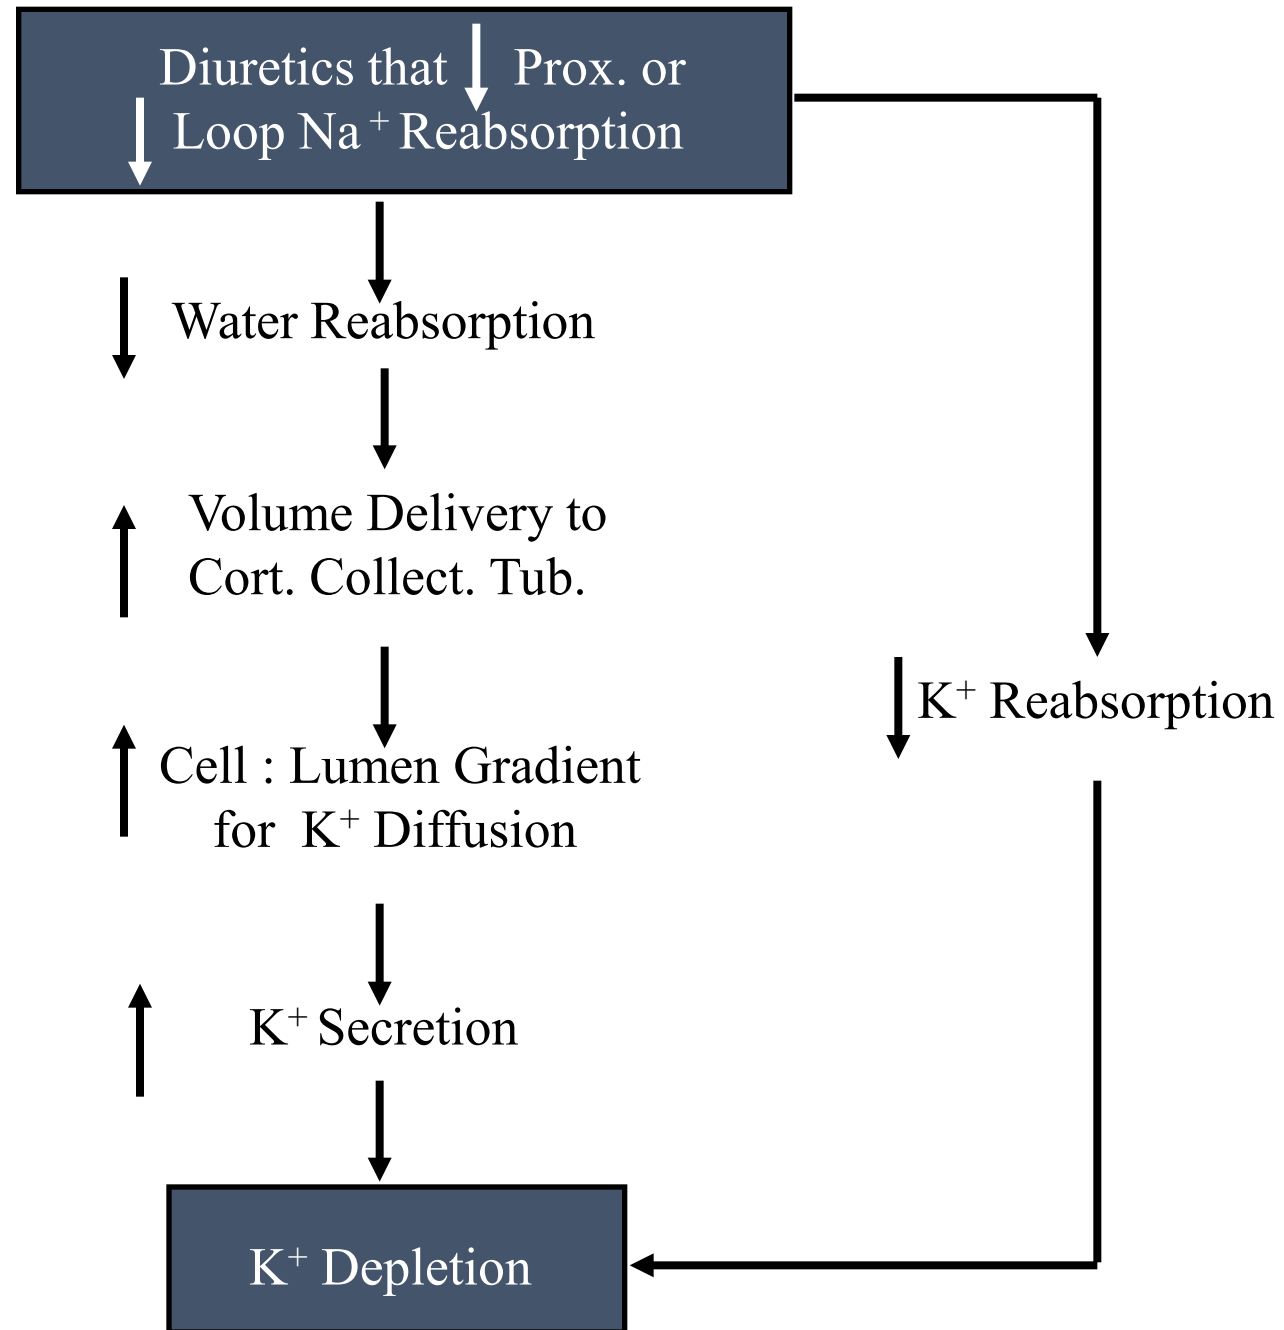 Diuretics that Prox. or
Loop Na⁺ Reabsorption
Water Reabsorption
Volume Delivery to
Cort. Collect. Tub.
Cell : Lumen Gradient
for K⁺ Diffusion
K⁺ Secretion
K⁺ Reabsorption
K⁺ Depletion